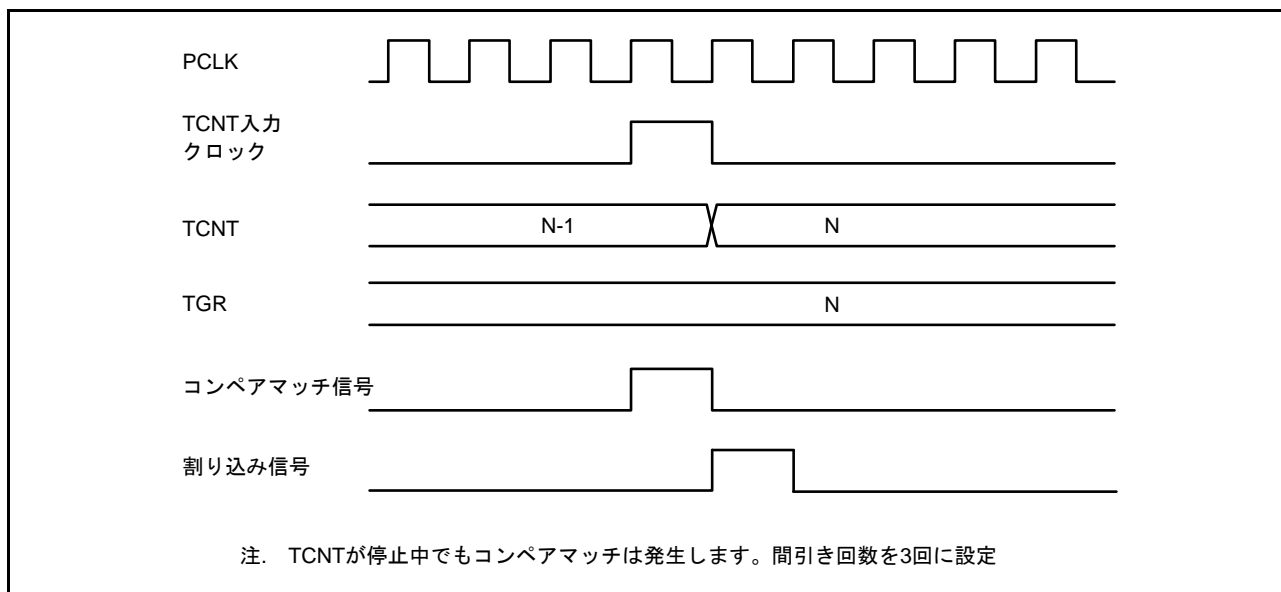 PCLK
TCNT入力
クロック
TCNT
N-1
N
TGR
N
コンペアマッチ信号
割り込み信号
注. TCNTが停止中でもコンペアマッチは発生します。間引き回数を3回に設定